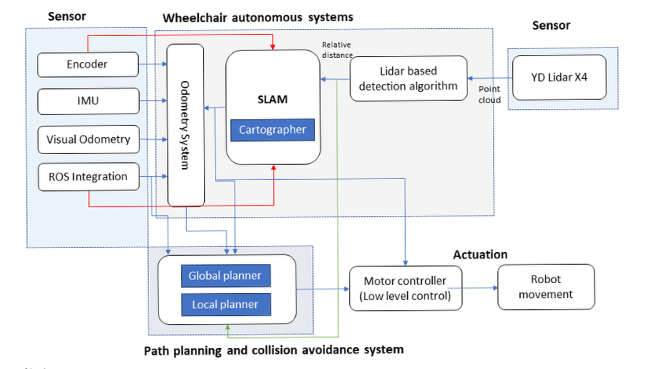 Sensor
Wheelchair autonomous systems
Sensor
Encoder
IMU
Visual Odometry
ROS Integration
Odometry System
SLAM
Cartographer
Relative
distance
Lidar based
detection algorithm
Point
cloud
YD Lidar X4
Global planner
Local planner
Actuation
Motor controller
(Low level control)
Robot
movement
Path planning and collision avoidance system